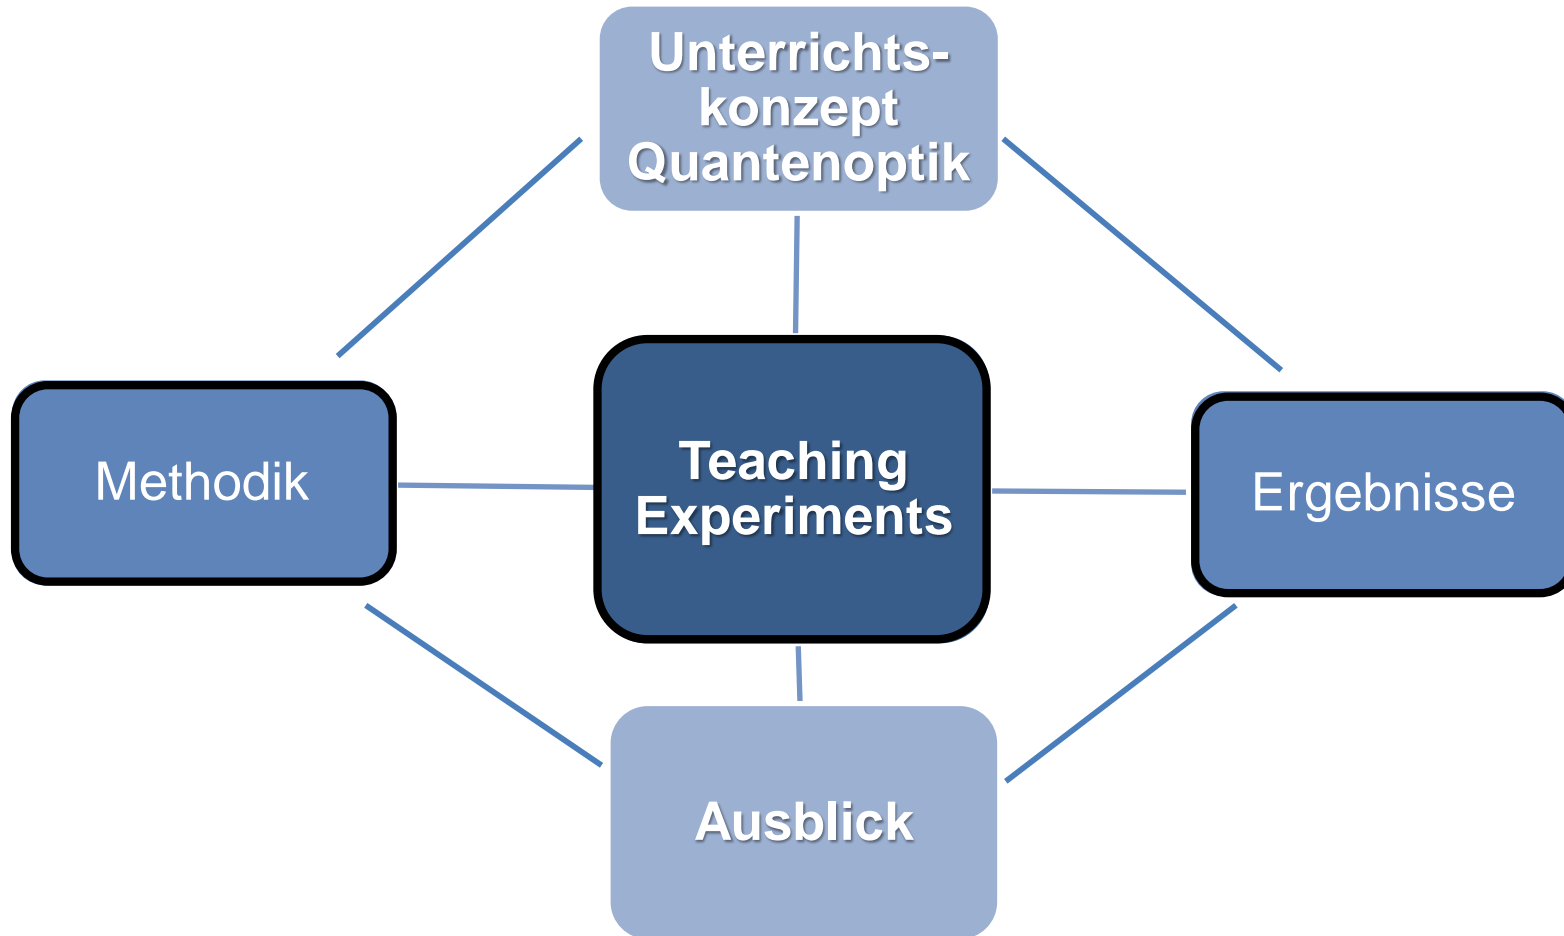 Unterrichts-
konzept
Quantenoptik
Methodik
Teaching
Experiments
Ergebnisse
Ausblick